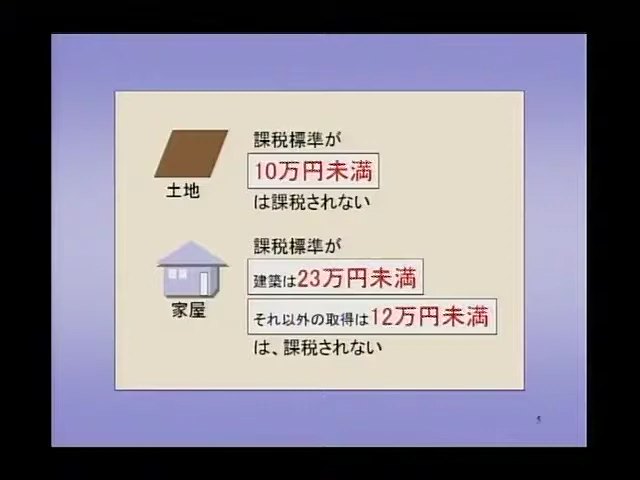 課税標準が
10万円未満
は課税されない
土地
課税標準が
建築は23万円未満
それ以外の取得は12万円未満
は、課税されない
家屋
5